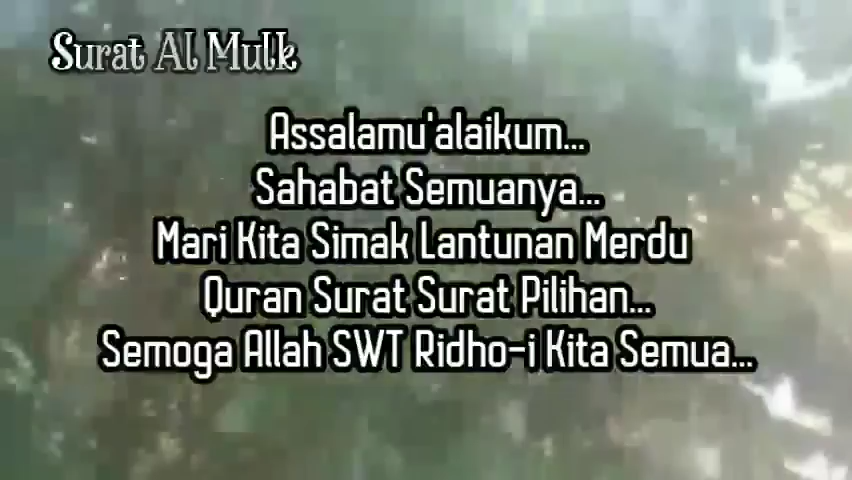 Surat Al Mulk
Assalamu'alaikum...
Sahabat Semuanya...
Mari Kita Simak Lantunan Merdu
Quran Surat Surat Pilihan...
Semoga Allah SWT Ridho-i Kita Semua...